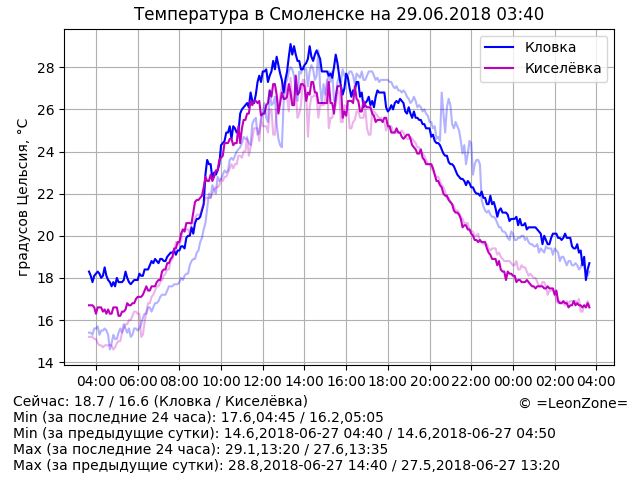 Температура в Смоленске на 29.06.2018 03:40
градусов Цельсия, °C
28
26
24
22
20
18
16
14
Кловка
Киселёвка
04:00 06:00 08:00 10:00 12:00 14:00 16:00 18:00 20:00 22:00 00:00 02:00 04:00
Сейчас: 18.7 / 16.6 (Кловка / Киселёвка)
© =LeonZone=
Min (за последние 24 часа): 17.6,04:45 / 16.2,05:05
Min (за предыдущие сутки): 14.6,2018-06-27 04:40 / 14.6,2018-06-27 04:50
Max (за последние 24 часа): 29.1,13:20 / 27.6,13:35
Max (за предыдущие сутки): 28.8,2018-06-27 14:40 / 27.5,2018-06-27 13:20